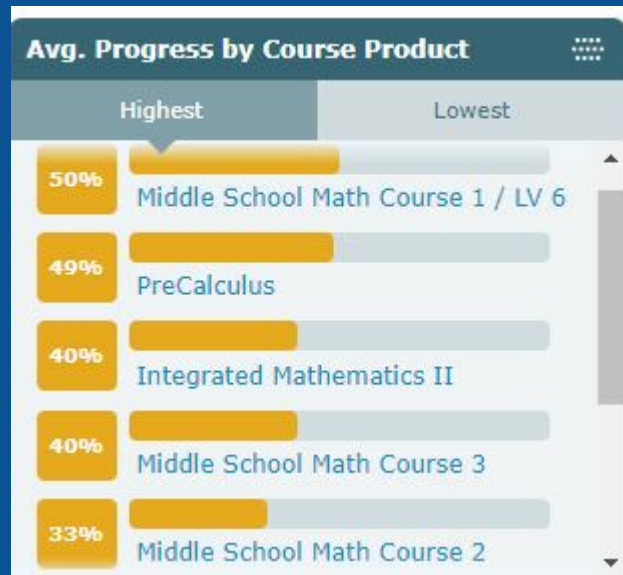 Avg. Progress by Course Product
Highest Lowest
50%
Middle School Math Course 1 / LV 6
49%
PreCalculus
40%
Integrated Mathematics II
40%
Middle School Math Course 3
33%
Middle School Math Course 2